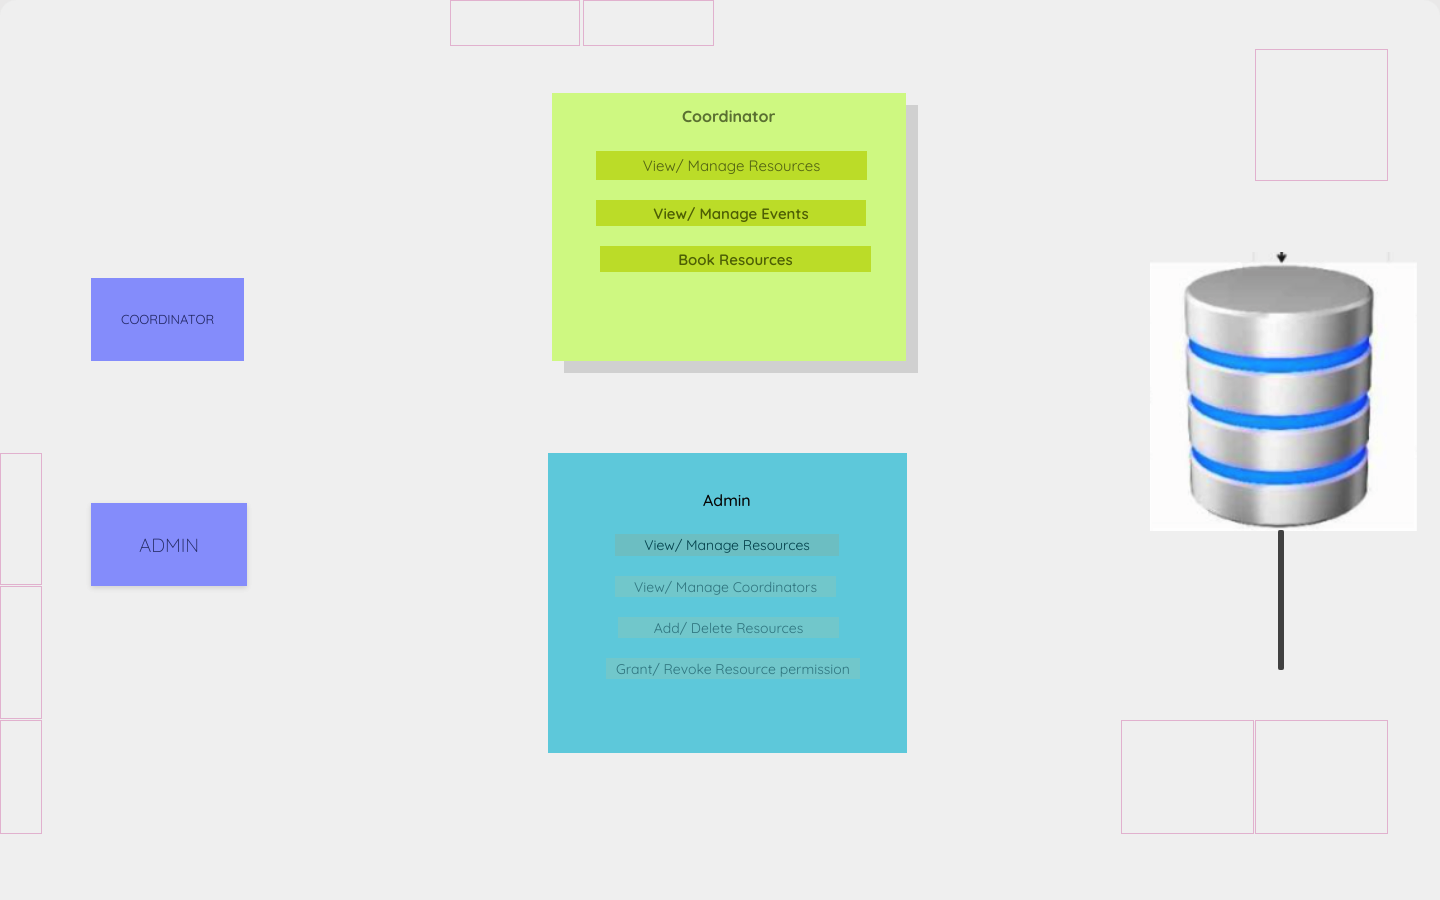 Coordinator
View/ Manage Resources
View/ Manage Events
Book Resources
COORDINATOR
ADMIN
Admin
View/ Manage Resources
View/ Manage Coordinators
Add/ Delete Resources
Grant/ Revoke Resource permission